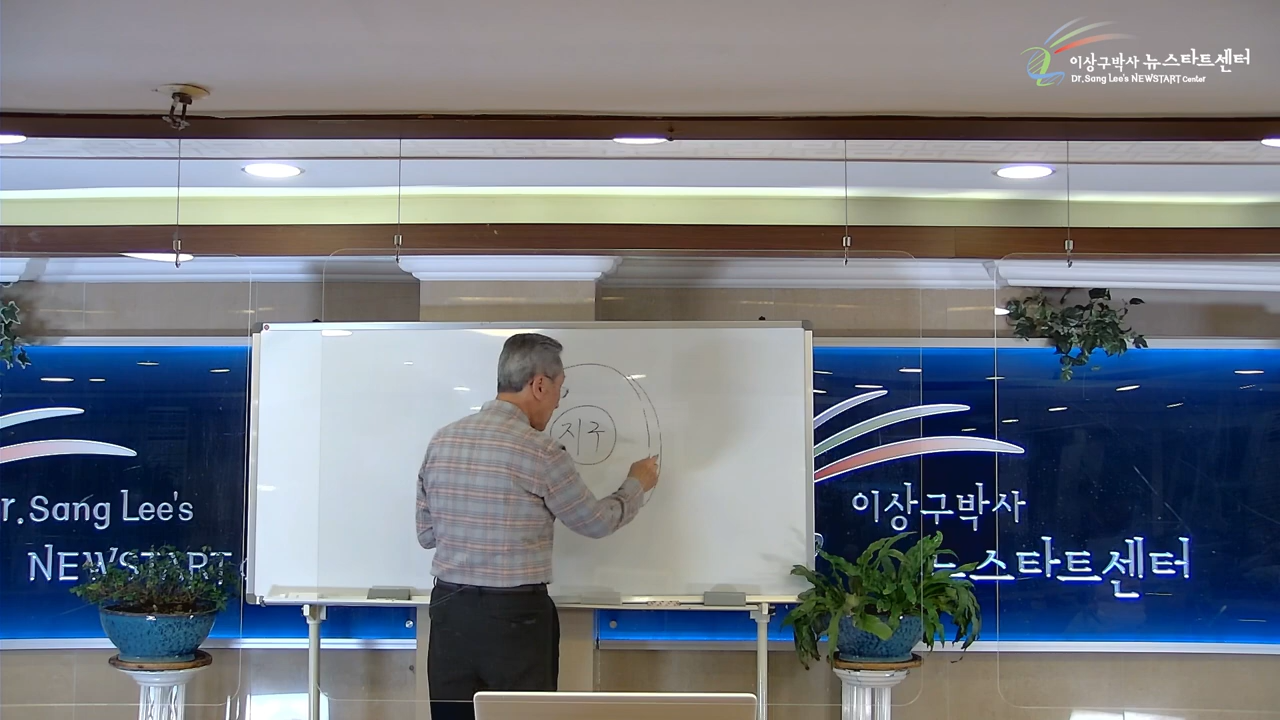 이상구박사 뉴스타트센터
Dr. Sang Lee's NEWSTART Center
지구
Dr. Sang Lee's
NEWSTART
이상구박사
뉴스타트센터